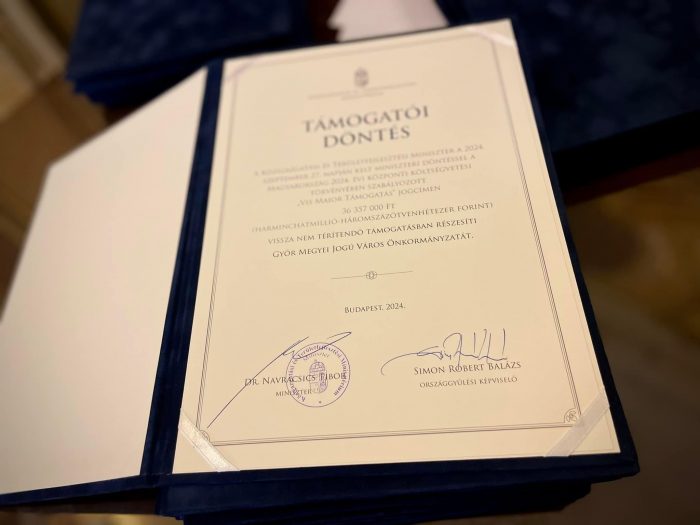 TÁMOGATÓI
DÖNTÉS
A KÖZIGAZGATÁSI ÉS TERÜLETFEJLESZTÉSI MINISZTER A 2024.
SZEPTEMBER 27. NAPJÁN KELT MINISZTERI DÖNTÉSSEL A
MAGYARORSZÁG 2024. ÉVI KÖZPONTI KÖLTSÉGVETÉSI
TÖRVÉNYÉBEN SZABÁLYOZOTT
„VIS MAIOR TÁMOGATÁS" JOGCÍMEN
36 357 000 FT
(HARMINCHATMILLIÓ-HÁROMSZÁZÖTVENHÉTEZER FORINT)
VISSZA NEM TÉRÍTENDŐ TÁMOGATÁSBAN RÉSZESÍTI
GYŐR MEGYEI JOGÚ VÁROS ÖNKORMÁNYZATÁT.
BUDAPEST, 2024.
DR. NAVRACSICS TIBOR
MINISZTER
SIMON RÓBERT BALÁZS
ORSZÁGGYŰLÉSI KÉPVISELŐ